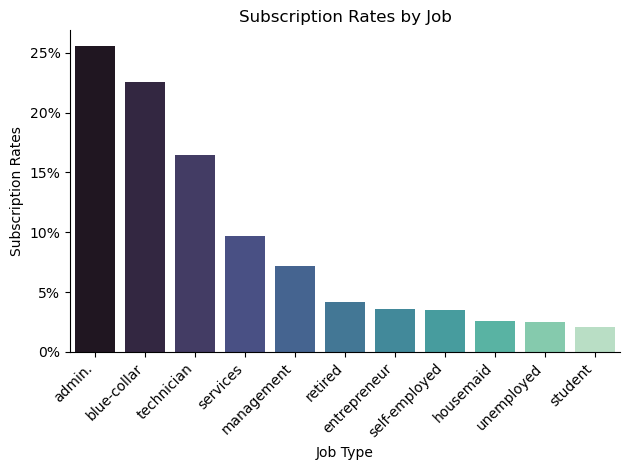 Subscription Rates by Job
Subscription Rates
25%
20%
15%
10%
5%
0%
admin.
blue-collar
technician
services
management
retired
entrepreneur
self-employed
housemaid
unemployed
student
Job Type